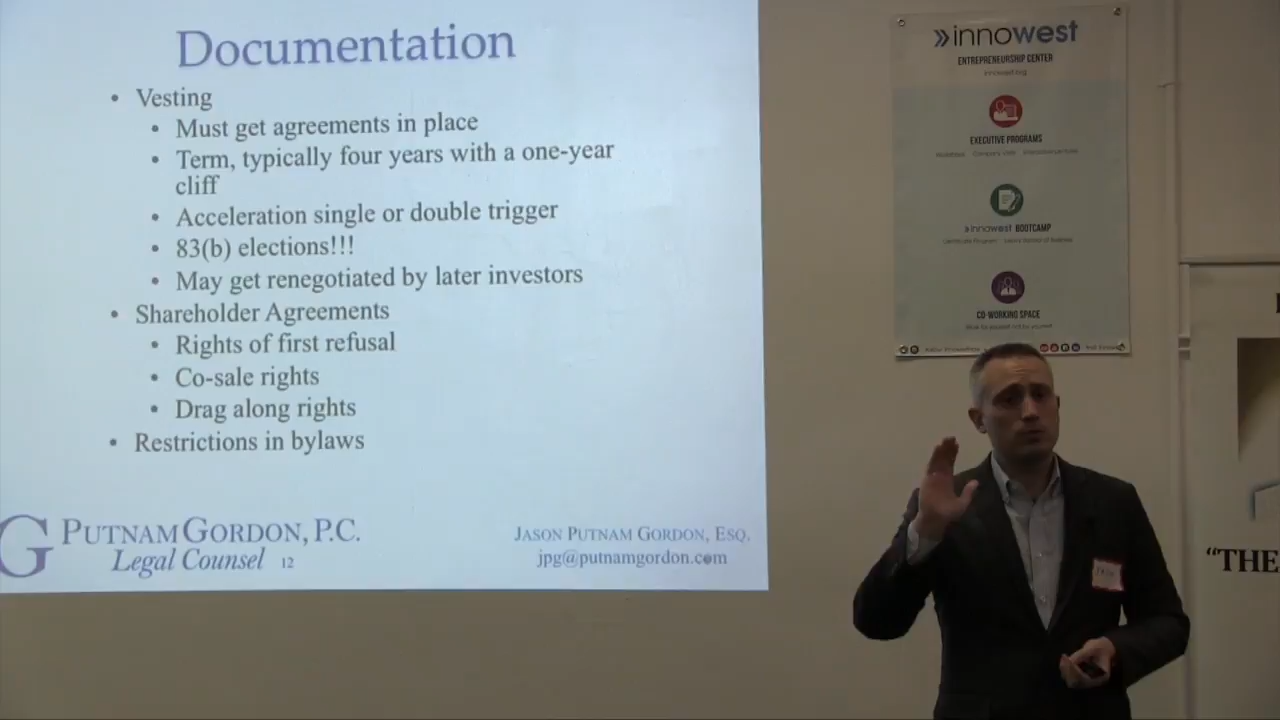 Documentation
• Vesting
• Must get agreements in place
• Term, typically four years with a one-year
cliff
• Acceleration single or double trigger
• 83(b) elections!!!
• May get renegotiated by later investors
• Shareholder Agreements
• Rights of first refusal
• Co-sale rights
• Drag along rights
• Restrictions in bylaws
G PUTNAM GORDON, P.C.
Legal Counsel 12
JASON PUTNAM GORDON, ESQ.
jpg@putnamgordon.com
»innowest
ENTREPRENEURSHIP CENTER
innowest.org
EXECUTIVE PROGRAMS
»innowest BOOTCAMP
CO-WORKING SPACE
“THE